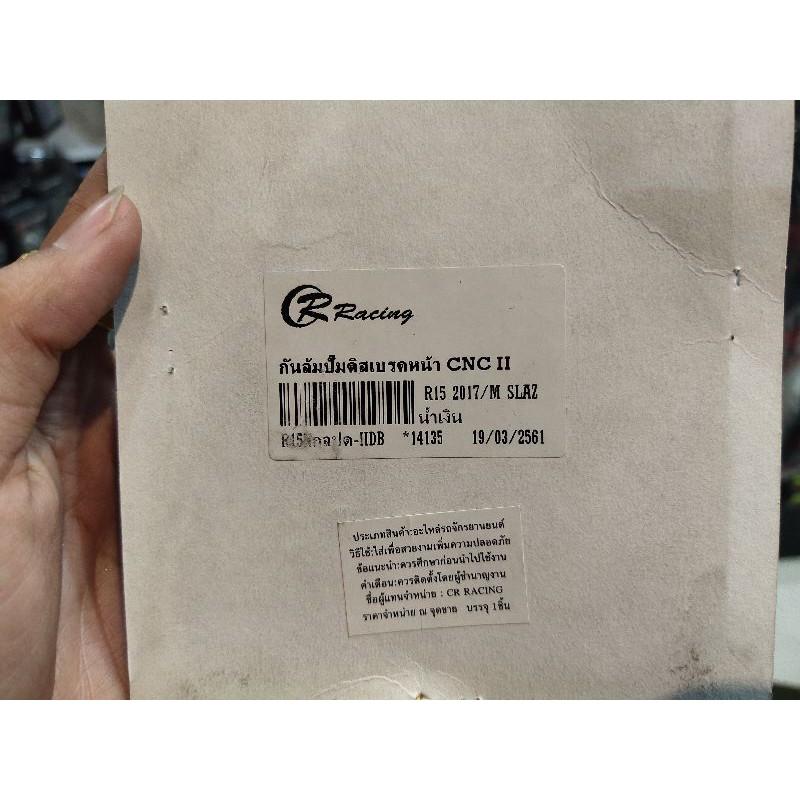 CR Racing
กันล้มปั๊มดิสเบรคหน้า CNC II
R15 2017/M SLAZ
น้ำเงิน
*14135 19/03/2561
ประเภทสินค้า:อะไหล่รถจักรยานยนต์
วิธีใช้:ใส่เพื่อสวยงามเพิ่มความปลอดภัย
ข้อแนะนำ:ควรศึกษาก่อนนำไปใช้งาน
คำเตือน:ควรติดตั้งโดยผู้ชำนาญงาน
ชื่อผู้แทนจำหน่าย : CR RACING
ราคาจำหน่าย ณ จุดขาย บรรจุ 1ชิ้น